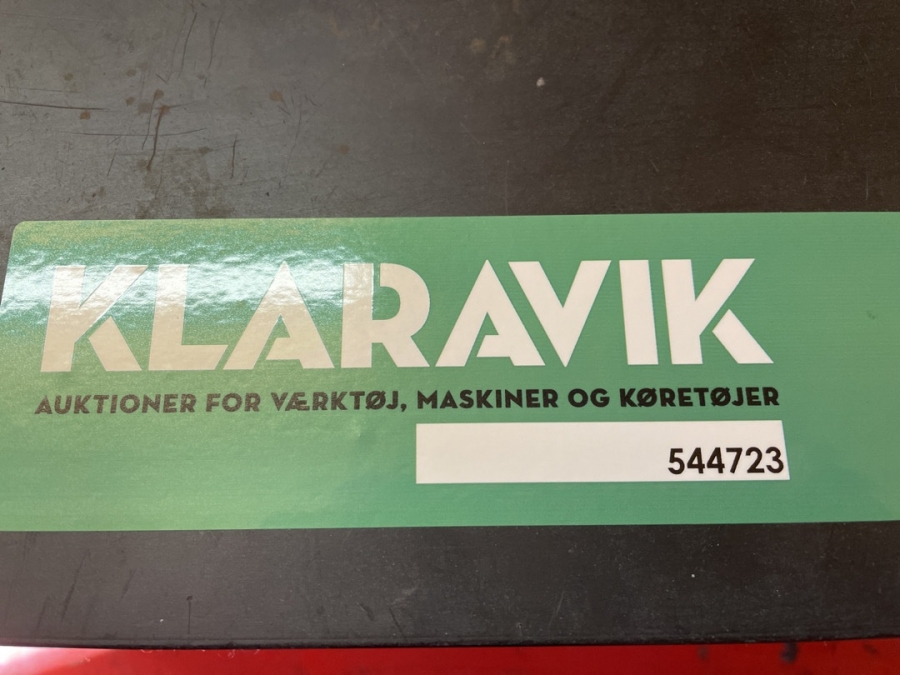 KLARAVIK
AUKTIONER FOR VÆRKTØJ, MASKINER OG KØRETØJER
544723